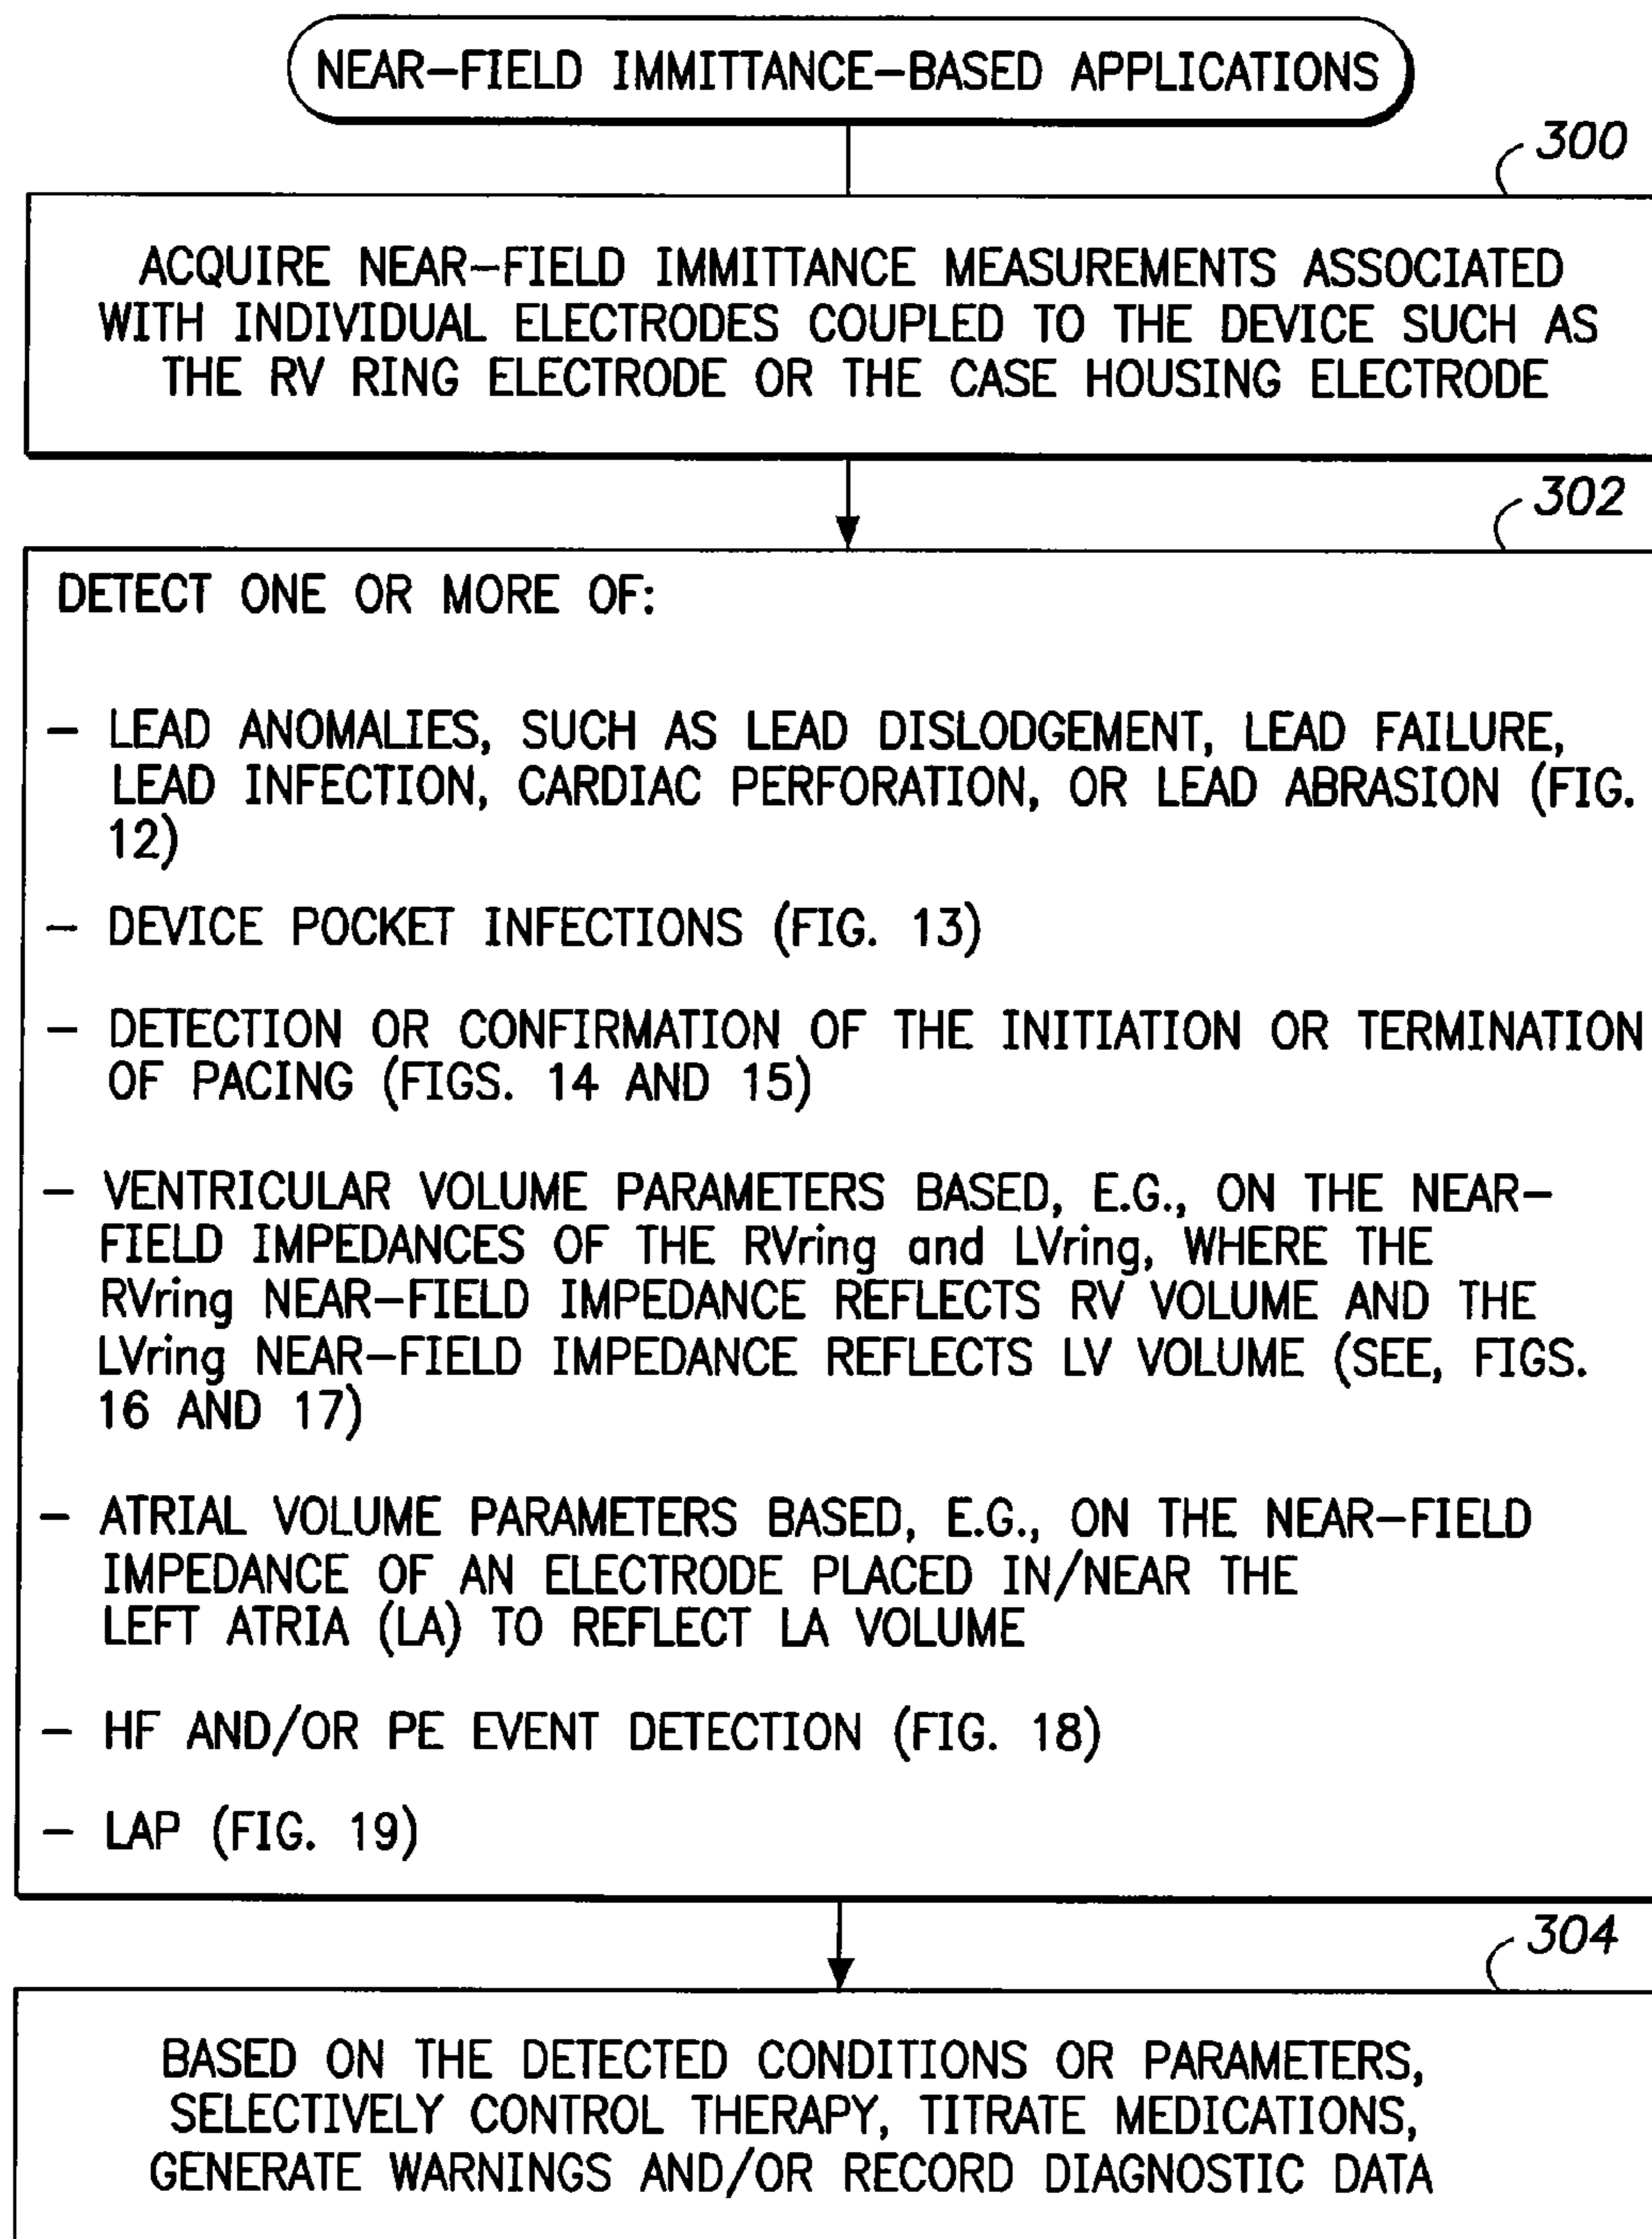 NEAR–FIELD IMMITTANCE–BASED APPLICATIONS
300
ACQUIRE NEAR–FIELD IMMITTANCE MEASUREMENTS ASSOCIATED
WITH INDIVIDUAL ELECTRODES COUPLED TO THE DEVICE SUCH AS
THE RV RING ELECTRODE OR THE CASE HOUSING ELECTRODE
302
DETECT ONE OR MORE OF:
– LEAD ANOMALIES, SUCH AS LEAD DISLODGEMENT, LEAD FAILURE,
LEAD INFECTION, CARDIAC PERFORATION, OR LEAD ABRASION (FIG.
12)
– DEVICE POCKET INFECTIONS (FIG. 13)
– DETECTION OR CONFIRMATION OF THE INITIATION OR TERMINATION
OF PACING (FIGS. 14 AND 15)
– VENTRICULAR VOLUME PARAMETERS BASED, E.G., ON THE NEAR–
FIELD IMPEDANCES OF THE RVring and LVring, WHERE THE
RVring NEAR–FIELD IMPEDANCE REFLECTS RV VOLUME AND THE
LVring NEAR–FIELD IMPEDANCE REFLECTS LV VOLUME (SEE, FIGS.
16 AND 17)
– ATRIAL VOLUME PARAMETERS BASED, E.G., ON THE NEAR–FIELD
IMPEDANCE OF AN ELECTRODE PLACED IN/NEAR THE
LEFT ATRIA (LA) TO REFLECT LA VOLUME
– HF AND/OR PE EVENT DETECTION (FIG. 18)
– LAP (FIG. 19)
304
BASED ON THE DETECTED CONDITIONS OR PARAMETERS,
SELECTIVELY CONTROL THERAPY, TITRATE MEDICATIONS,
GENERATE WARNINGS AND/OR RECORD DIAGNOSTIC DATA